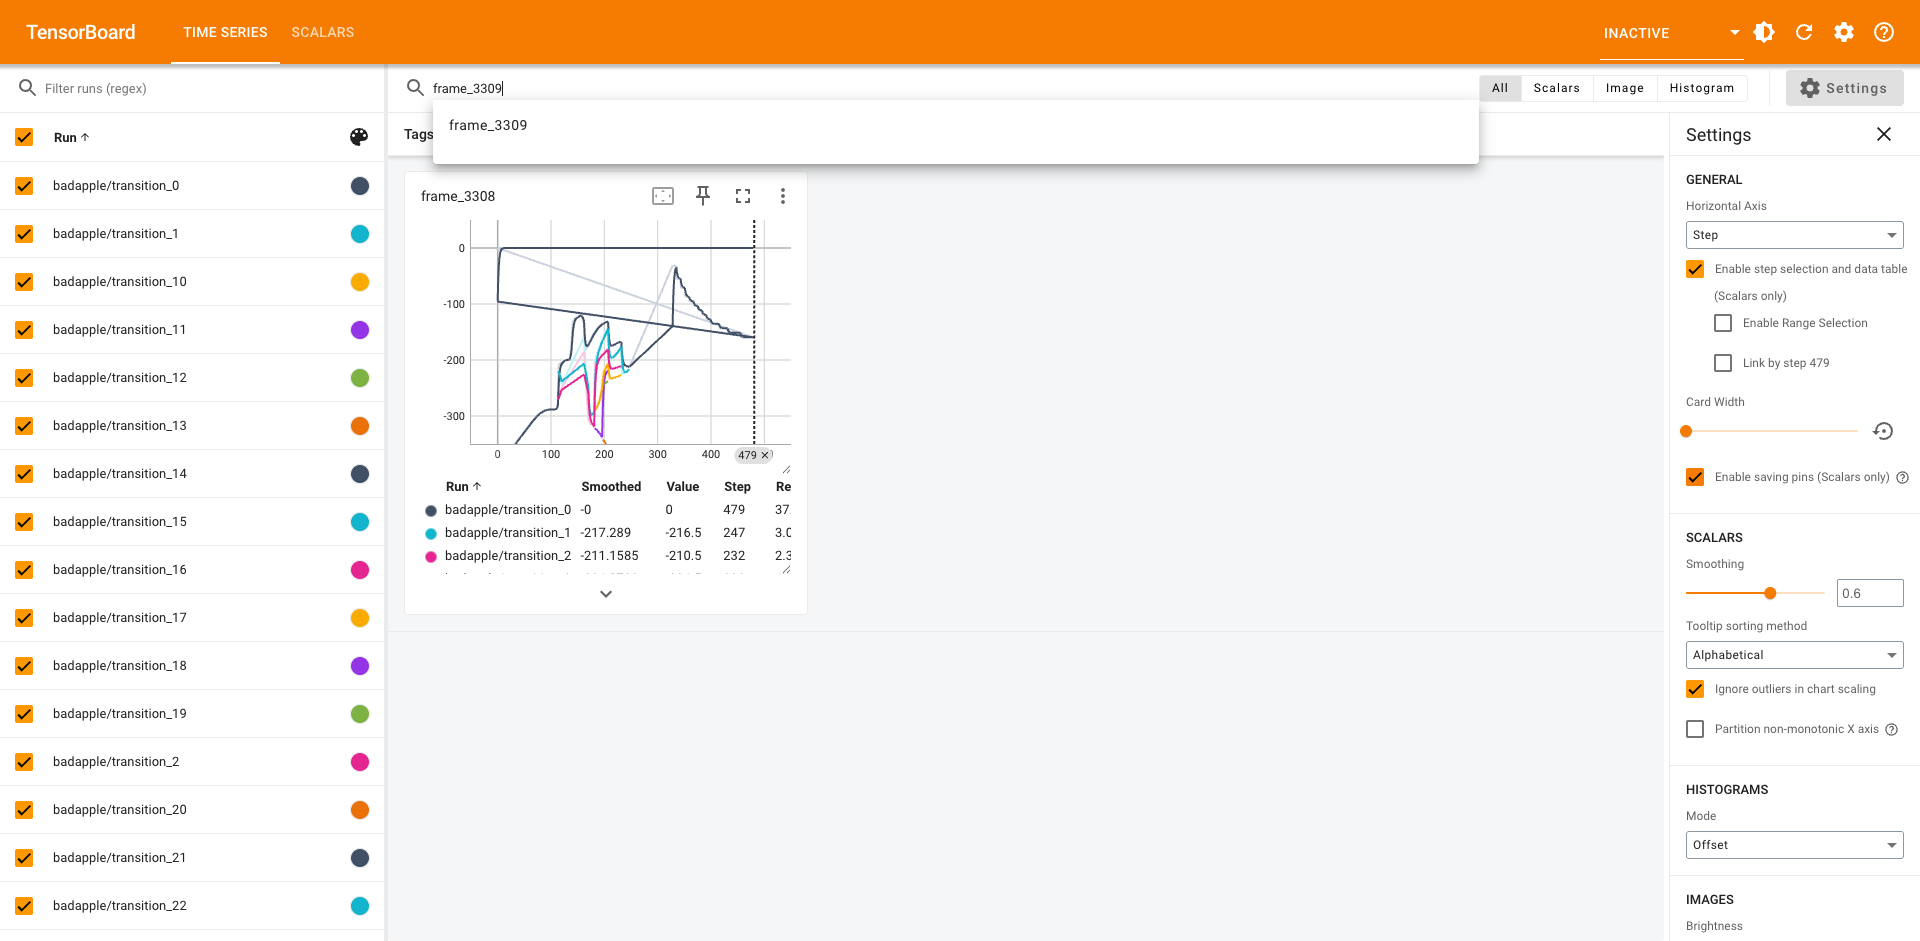 TensorBoard TIME SERIES SCALARS INACTIVE
Filter runs (regex)
frame_3309
All Scalars Image Histogram Settings
frame_3309
Run
Tags
Settings
badapple/transition_0
badapple/transition_1
badapple/transition_10
badapple/transition_11
badapple/transition_12
badapple/transition_13
badapple/transition_14
badapple/transition_15
badapple/transition_16
badapple/transition_17
badapple/transition_18
badapple/transition_19
badapple/transition_2
badapple/transition_20
badapple/transition_21
badapple/transition_22
frame_3308
0
-100
-200
-300
0 100 200 300 400 479
Run Smoothed Value Step Re
badapple/transition_0 -0 0 479 37.
badapple/transition_1 -217.289 -216.5 247 3.0
badapple/transition_2 -211.1585 -210.5 232 2.3
GENERAL
Horizontal Axis
Step
Enable step selection and data table
(Scalars only)
Enable Range Selection
Link by step 479
Card Width
Enable saving pins (Scalars only)
SCALARS
Smoothing
0.6
Tooltip sorting method
Alphabetical
Ignore outliers in chart scaling
Partition non-monotonic X axis
HISTOGRAMS
Mode
Offset
IMAGES
Brightness